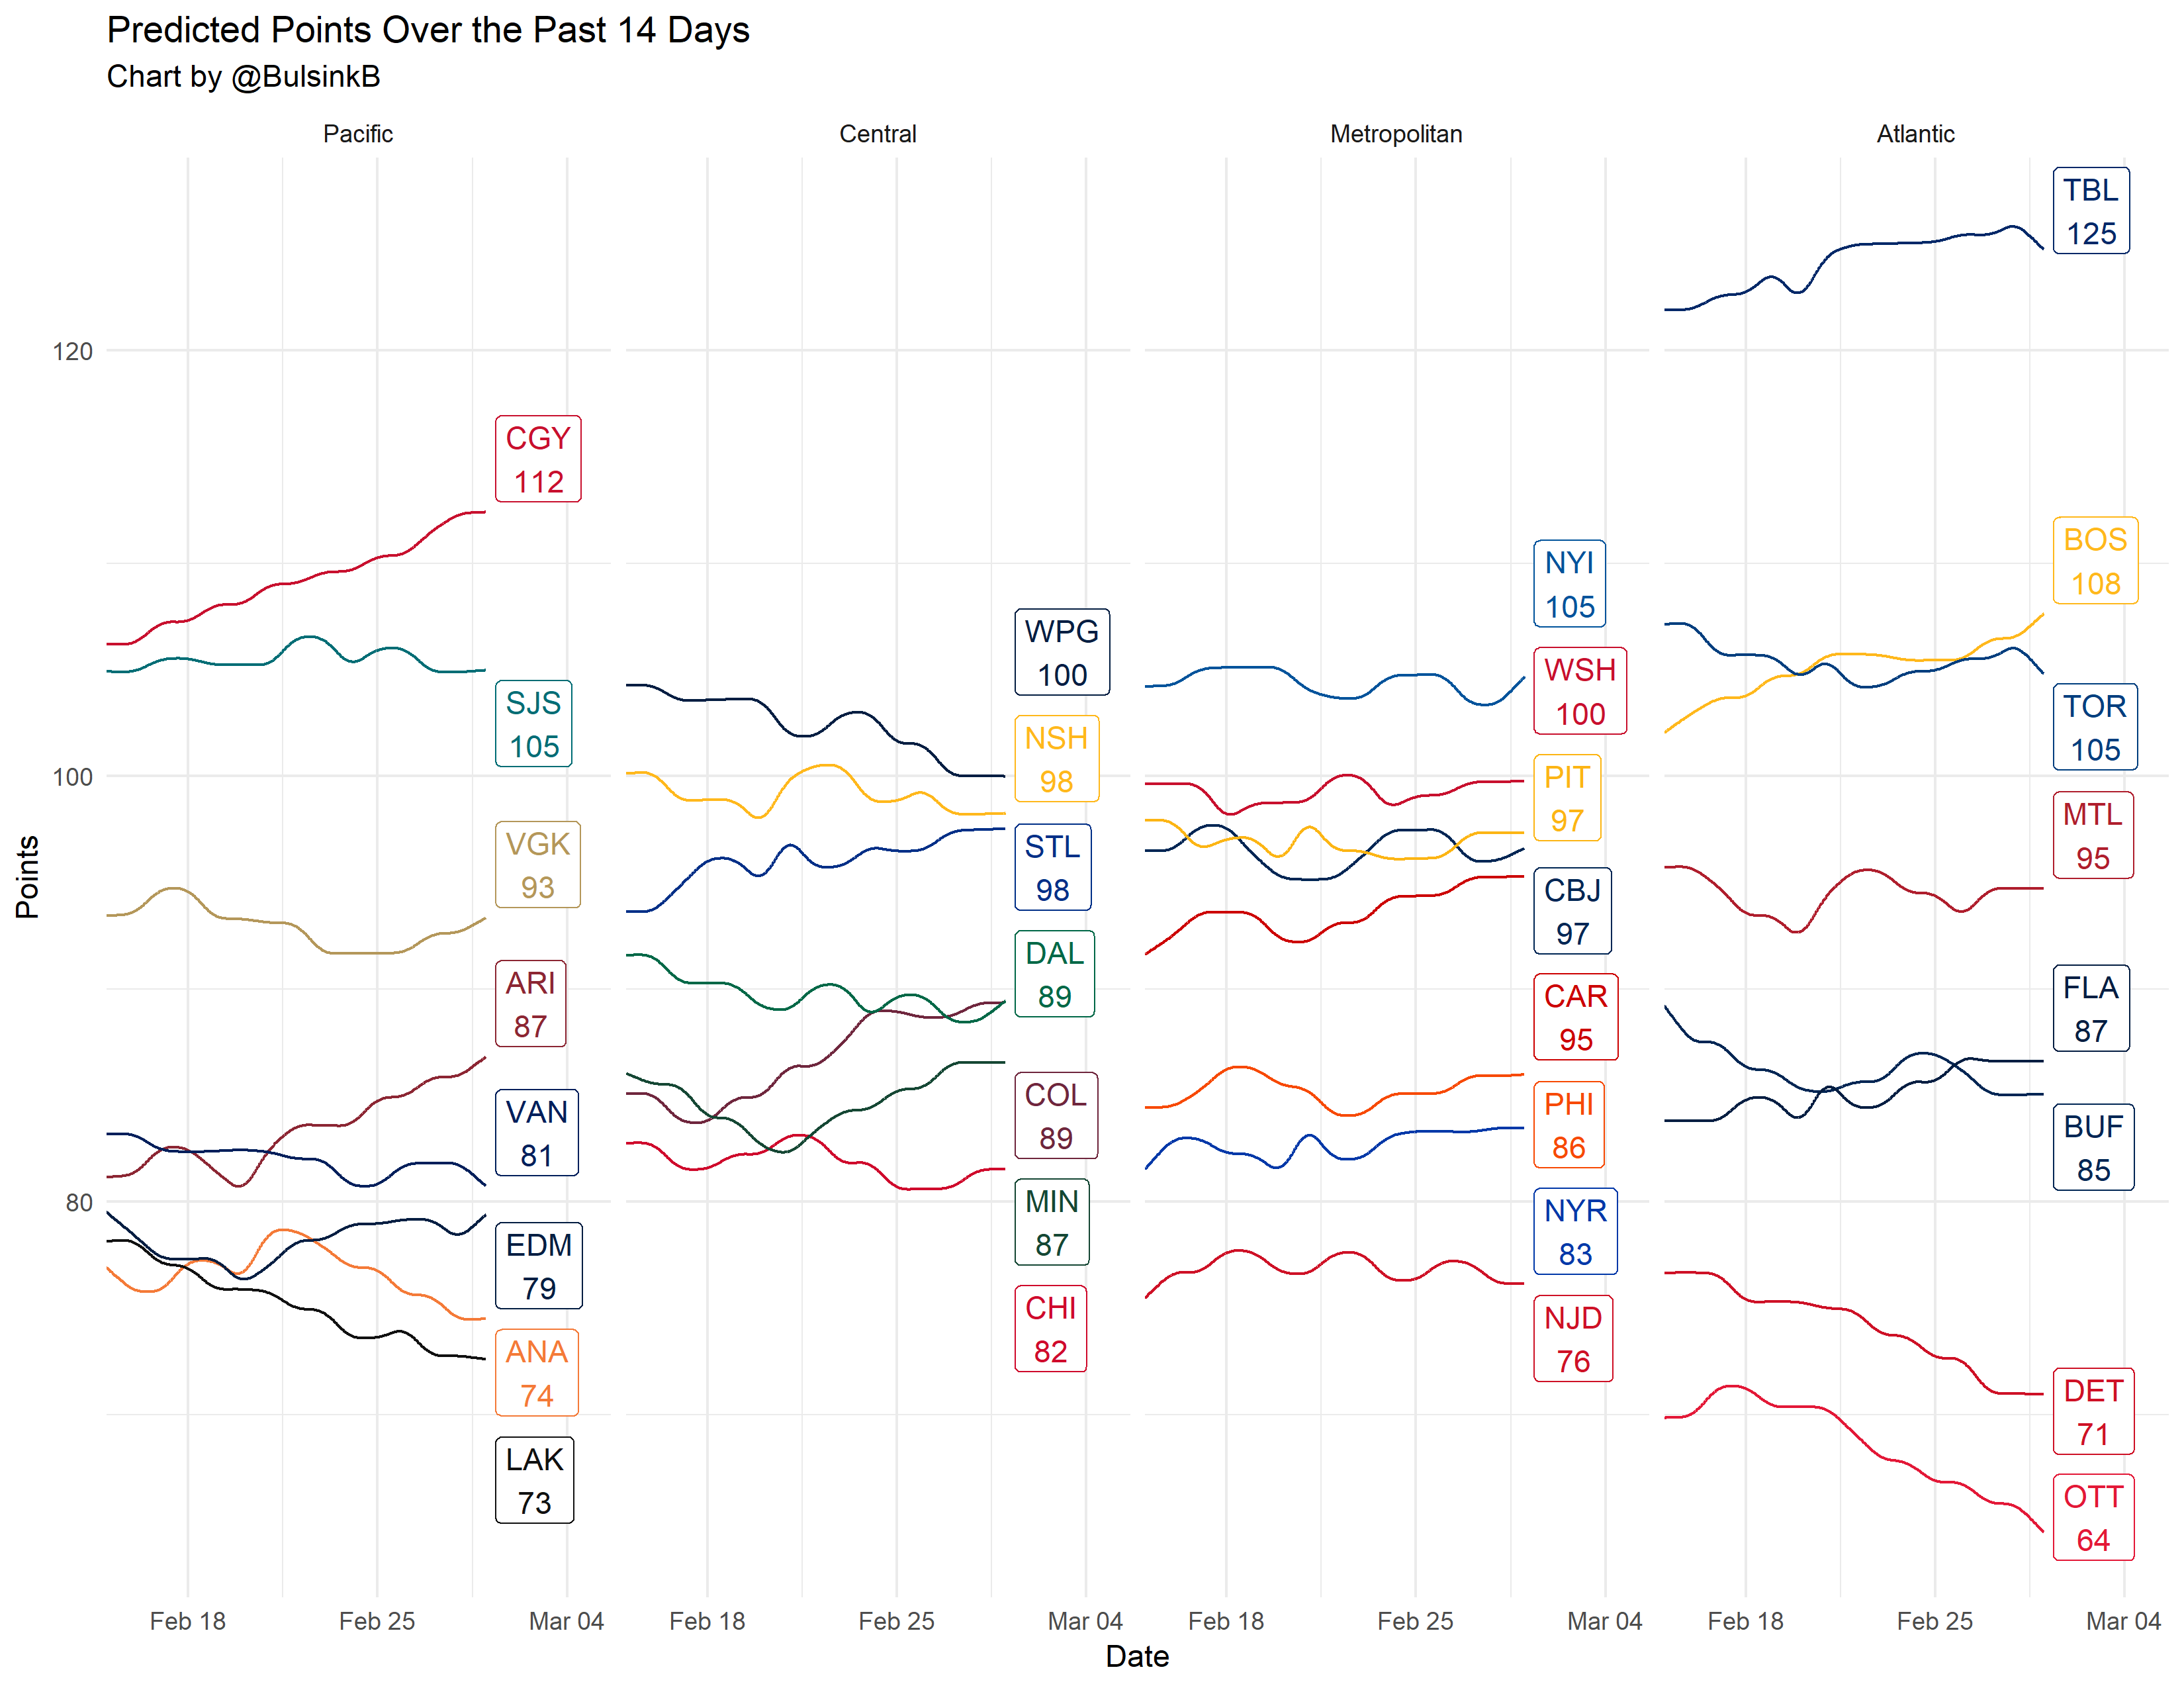 Predicted Points Over the Past 14 Days
Chart by @BulsinkB
Pacific
Central
Metropolitan
Atlantic
Points
120
100
80
CGY
112
SJS
105
VGK
93
ARI
87
VAN
81
EDM
79
ANA
74
LAK
73
WPG
100
NSH
98
STL
98
DAL
89
COL
89
MIN
87
CHI
82
NYI
105
WSH
100
PIT
97
CBJ
97
CAR
95
PHI
86
NYR
83
NJD
76
TBL
125
BOS
108
TOR
105
MTL
95
FLA
87
BUF
85
DET
71
OTT
64
Feb 18
Feb 25
Mar 04
Feb 18
Feb 25
Mar 04
Feb 18
Feb 25
Mar 04
Feb 18
Feb 25
Mar 04
Date